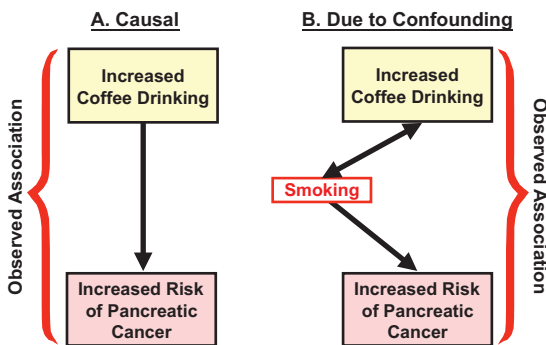 A. Causal
B. Due to Confounding
Observed Association
Increased
Coffee Drinking
Increased Risk
of Pancreatic
Cancer
Increased
Coffee Drinking
Smoking
Increased Risk
of Pancreatic
Cancer
Observed Association